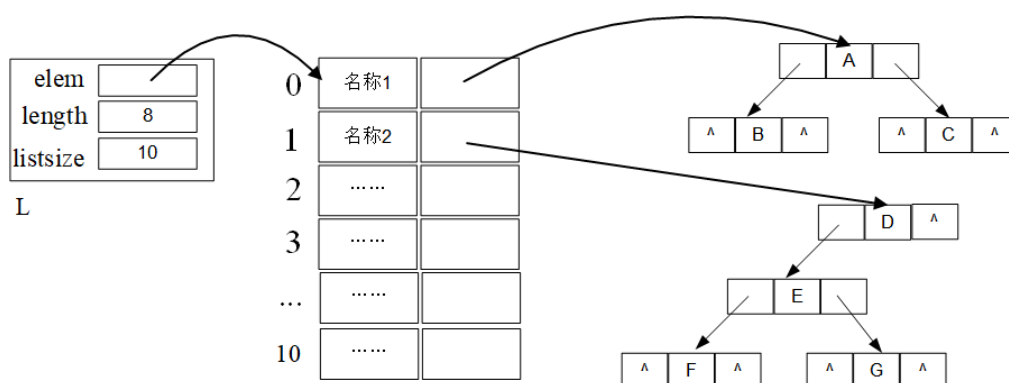 elem
length 8
listsize 10
L
0 名称1
1 名称2
2 ……
3 ……
... ……
10 ……
A
^ B ^
^ C ^
D ^
E
^ F ^
^ G ^